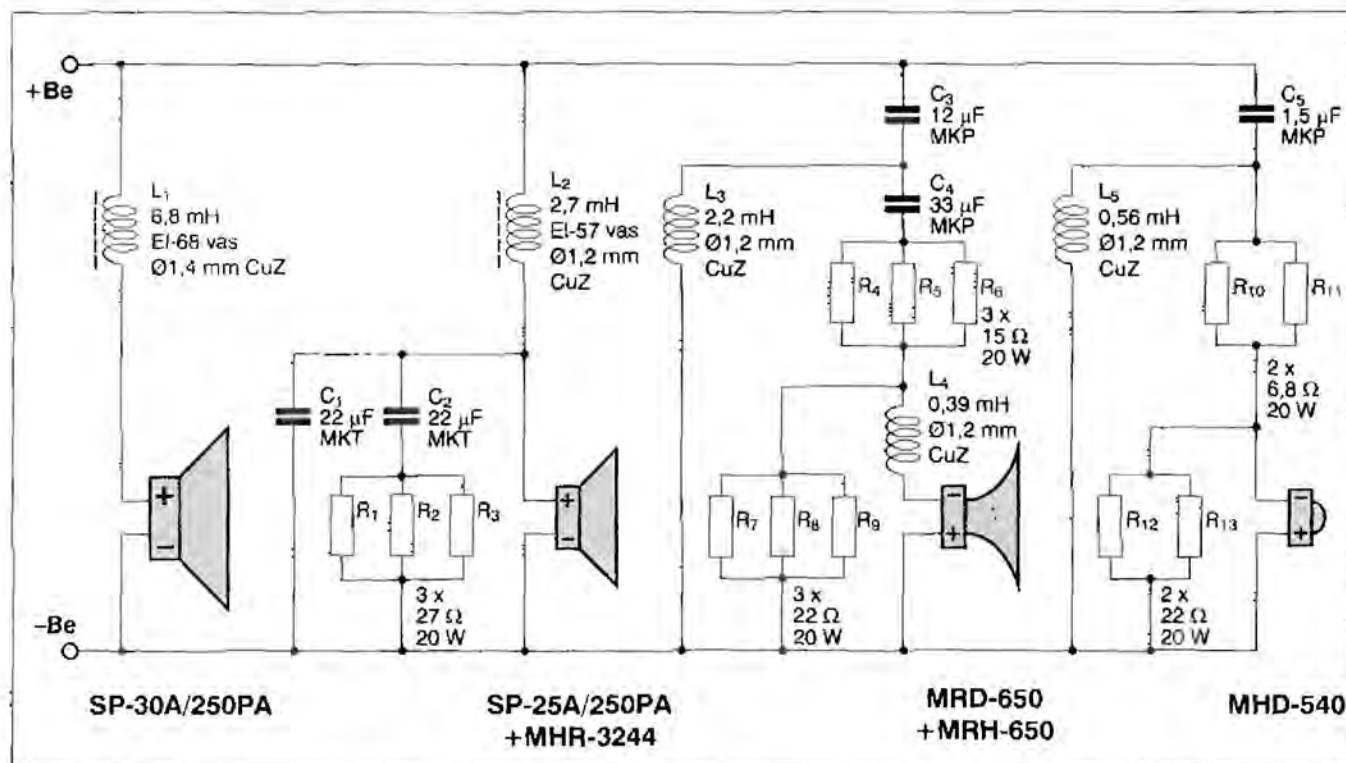 +Be
L1
6,8 mH
EI-68 vas
Ø1,4 mm CuZ
L2
2,7 mH
EI-57 vas
Ø1,2 mm
CuZ
L3
2,2 mH
Ø1,2 mm
CuZ
C3
12 µF
MKP
C4
33 µF
MKP
R4
R5
R6
3 x
15 Ω
20 W
C5
1,5 µF
MKP
L5
0,56 mH
Ø1,2 mm
CuZ
R10
R11
2 x
6,8 Ω
20 W
C1
22 µF
MKT
C2
22 µF
MKT
R1
R2
R3
3 x
27 Ω
20 W
L4
0,39 mH
Ø1,2 mm
CuZ
R7
R8
R9
3 x
22 Ω
20 W
R12
R13
2 x
22 Ω
20 W
+
−
+
−
−
+
−
+
−Be
SP-30A/250PA
SP-25A/250PA
+MHR-3244
MRD-650
+MRH-650
MHD-540